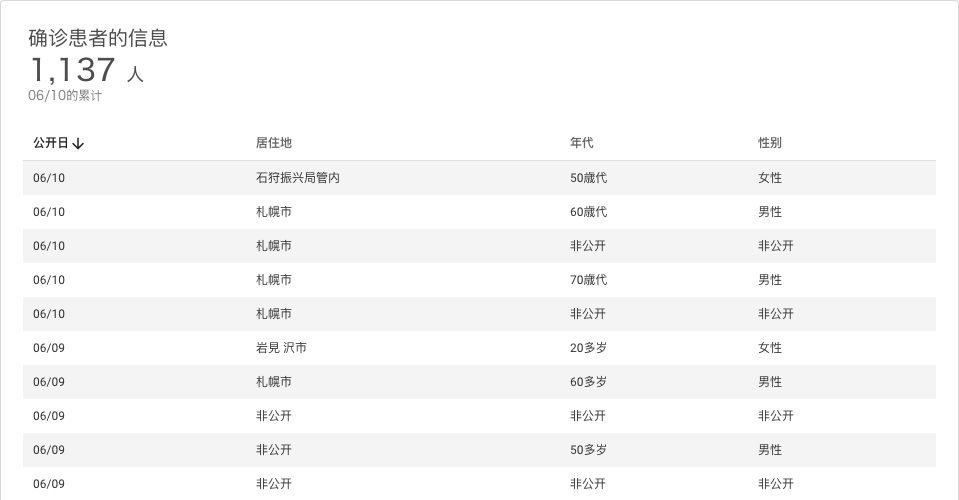 确诊患者的信息
1,137 人
06/10的累计
公开日↓ 居住地 年代 性别
06/10 石狩振兴局管内 50歳代 女性
06/10 札幌市 60歳代 男性
06/10 札幌市 非公开 非公开
06/10 札幌市 70歳代 男性
06/10 札幌市 非公开 非公开
06/09 岩見 沢市 20多岁 女性
06/09 札幌市 60多岁 男性
06/09 非公开 非公开 非公开
06/09 非公开 50多岁 男性
06/09 非公开 非公开 非公开